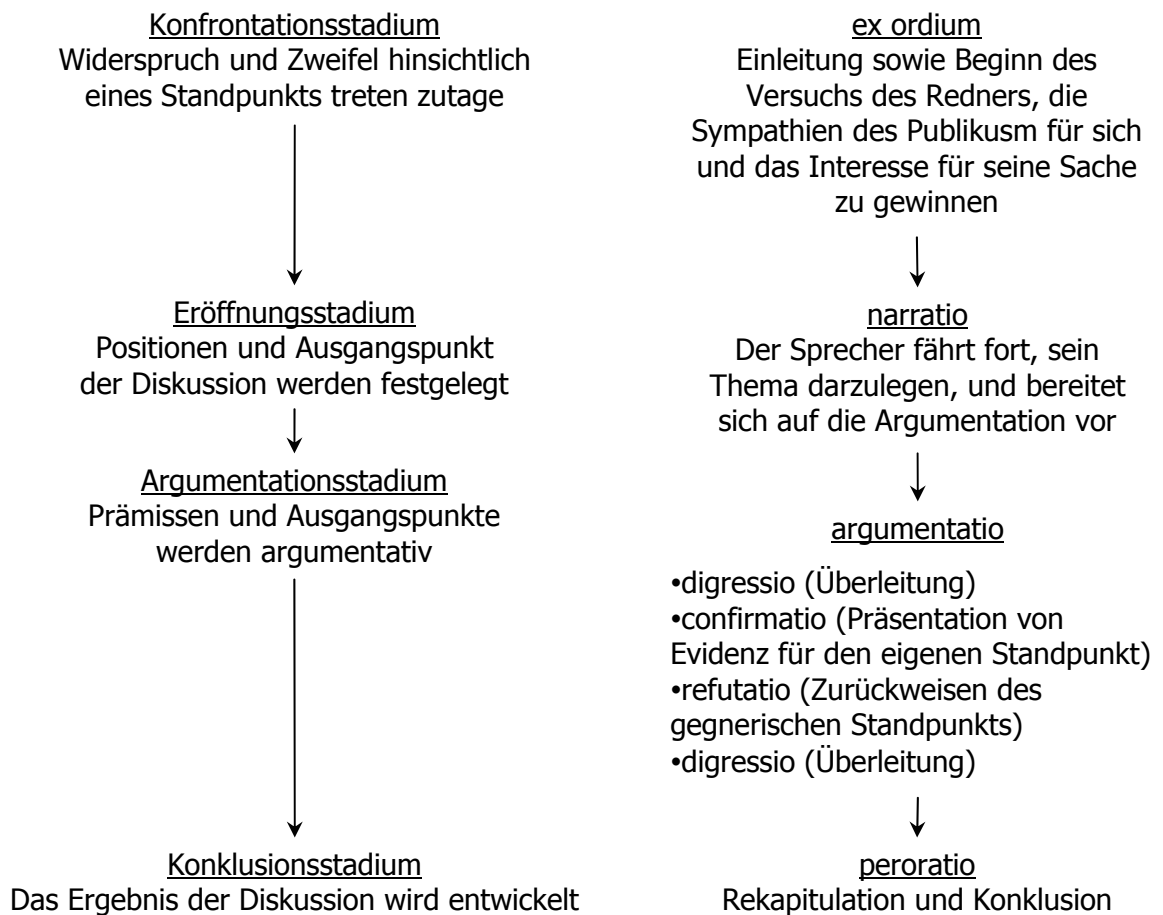 Konfrontationsstadium
Widerspruch und Zweifel hinsichtlich
eines Standpunkts treten zutage
Eröffnungsstadium
Positionen und Ausgangspunkt
der Diskussion werden festgelegt
Argumentationsstadium
Prämissen und Ausgangspunkte
werden argumentativ
Konklusionsstadium
Das Ergebnis der Diskussion wird entwickelt
ex ordium
Einleitung sowie Beginn des
Versuchs des Redners, die
Sympathien des Publikusm für sich
und das Interesse für seine Sache
zu gewinnen
narratio
Der Sprecher fährt fort, sein
Thema darzulegen, und bereitet
sich auf die Argumentation vor
argumentatio
•digressio (Überleitung)
•confirmatio (Präsentation von
Evidenz für den eigenen Standpunkt)
•refutatio (Zurückweisen des
gegnerischen Standpunkts)
•digressio (Überleitung)
peroratio
Rekapitulation und Konklusion